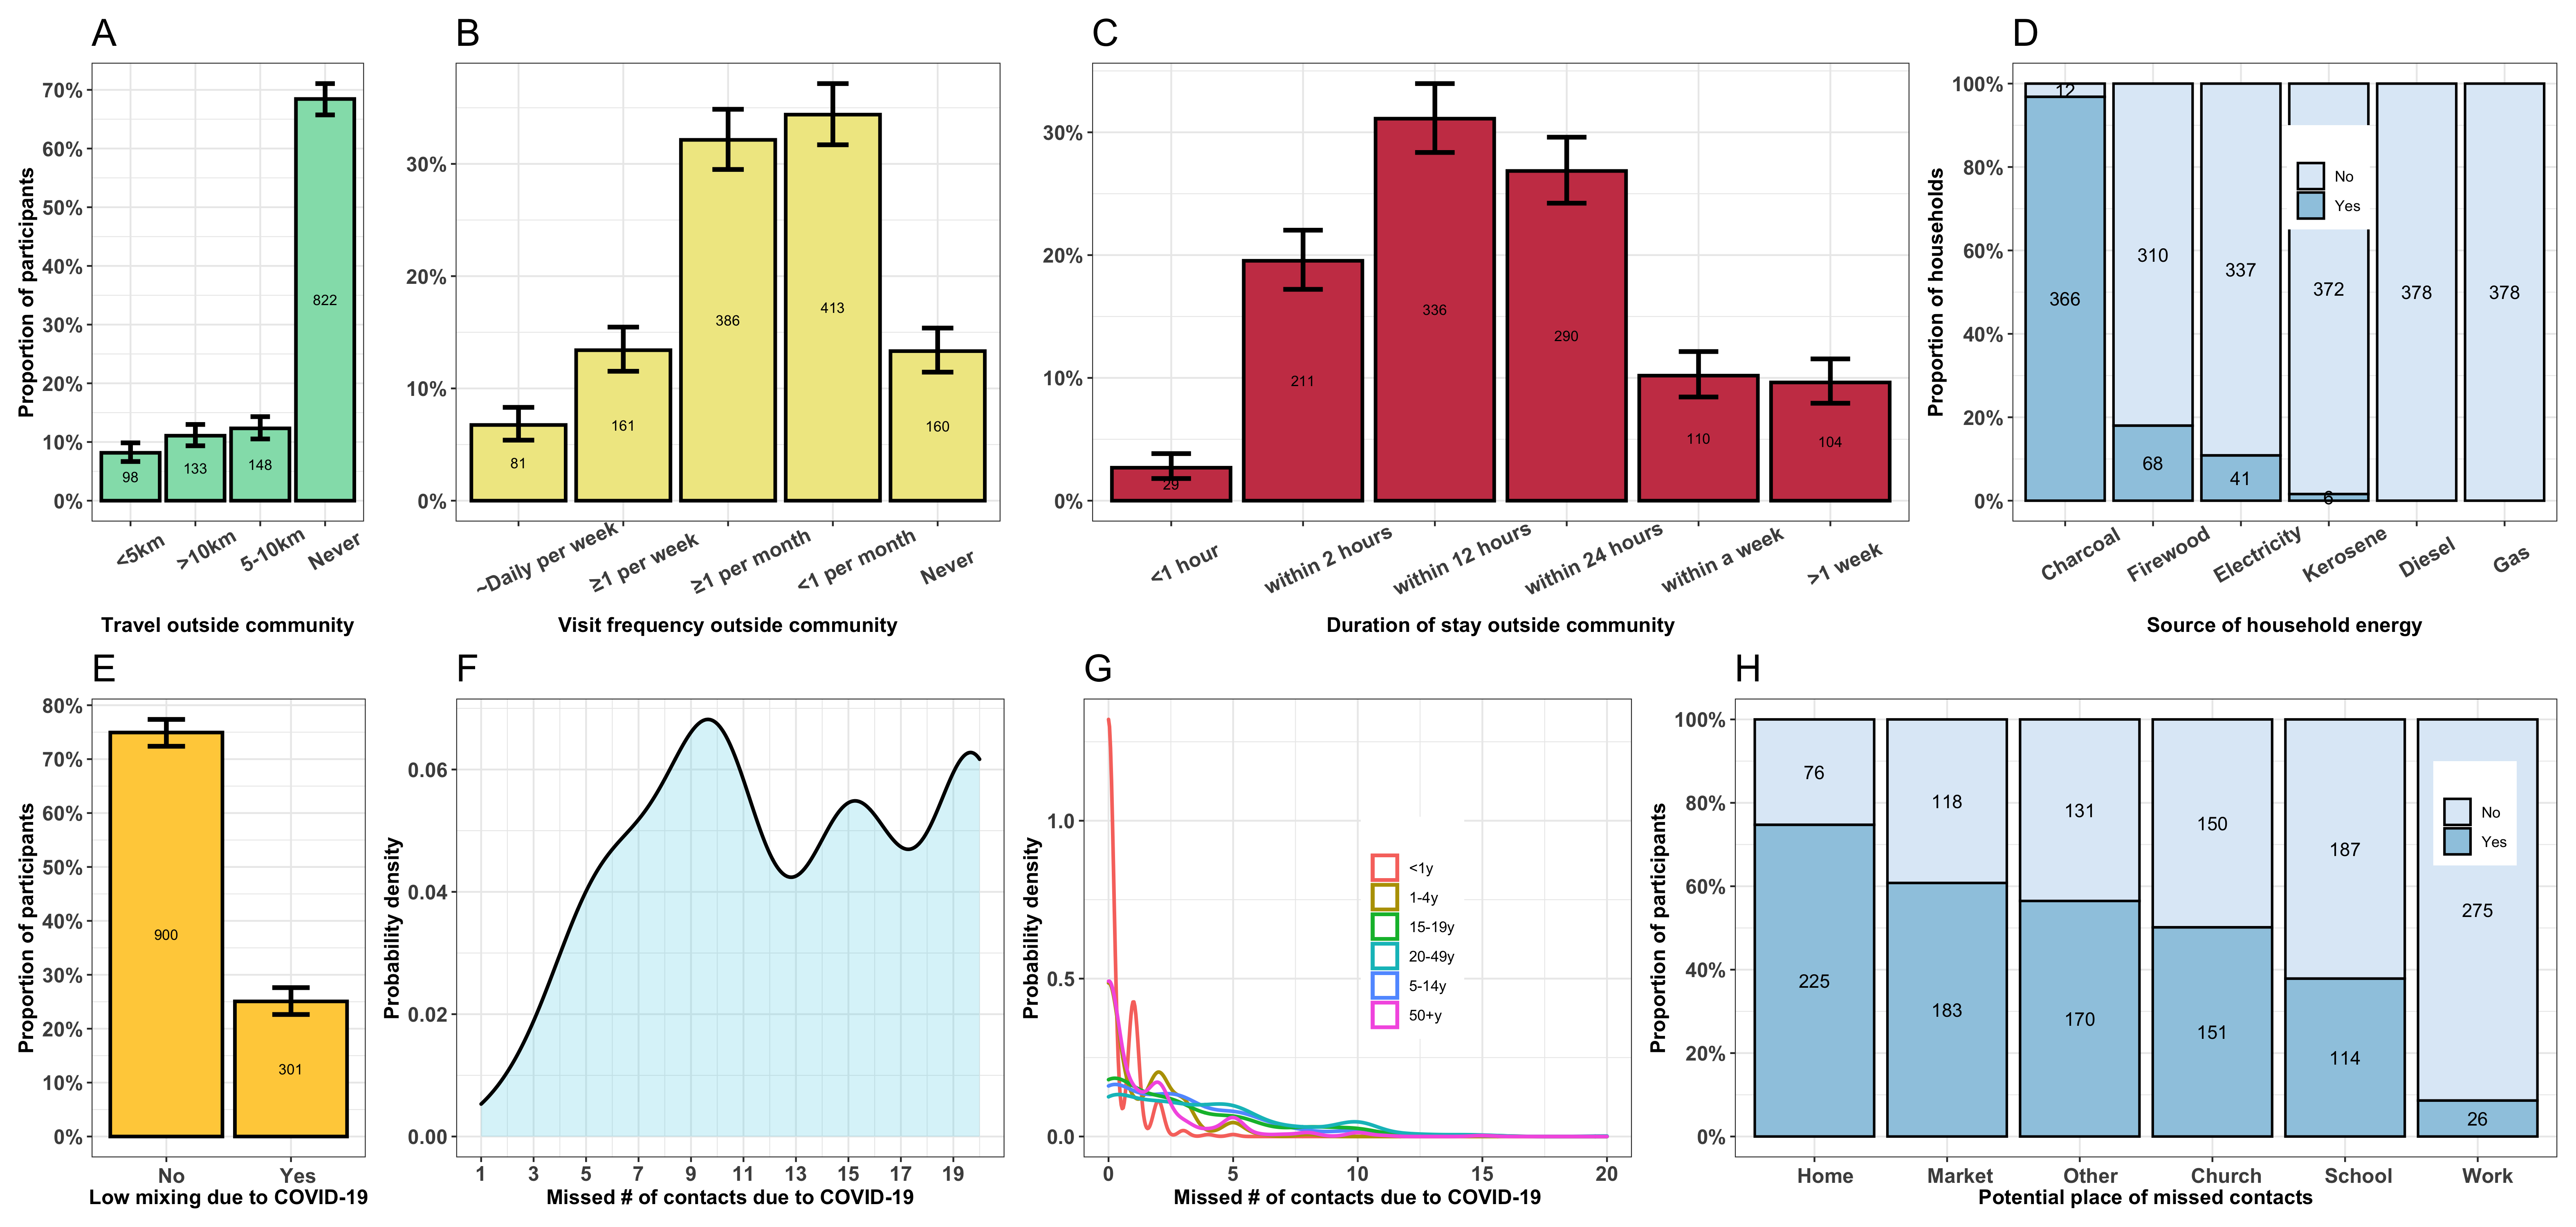 A
Proportion of participants
70%
60%
50%
40%
30%
20%
10%
0%
98
133
148
822
<5km
>10km
5-10km
Never
Travel outside community
B
30%
20%
10%
0%
81
161
386
413
160
~Daily per week
≥1 per week
≥1 per month
<1 per month
Never
Visit frequency outside community
C
30%
20%
10%
0%
29
211
336
290
110
104
<1 hour
within 2 hours
within 12 hours
within 24 hours
within a week
>1 week
Duration of stay outside community
D
Proportion of households
100%
80%
60%
40%
20%
0%
12
366
310
68
337
41
372
6
378
378
No
Yes
Charcoal
Firewood
Electricity
Kerosene
Diesel
Gas
Source of household energy
E
Proportion of participants
80%
70%
60%
50%
40%
30%
20%
10%
0%
900
301
No
Yes
Low mixing due to COVID-19
F
Probability density
0.06
0.04
0.02
0.00
1
3
5
7
9
11
13
15
17
19
Missed # of contacts due to COVID-19
G
Probability density
1.0
0.5
0.0
<1y
1-4y
15-19y
20-49y
5-14y
50+y
0
5
10
15
20
Missed # of contacts due to COVID-19
H
Proportion of participants
100%
80%
60%
40%
20%
0%
76
225
118
183
131
170
150
151
187
114
275
26
No
Yes
Home
Market
Other
Church
School
Work
Potential place of missed contacts